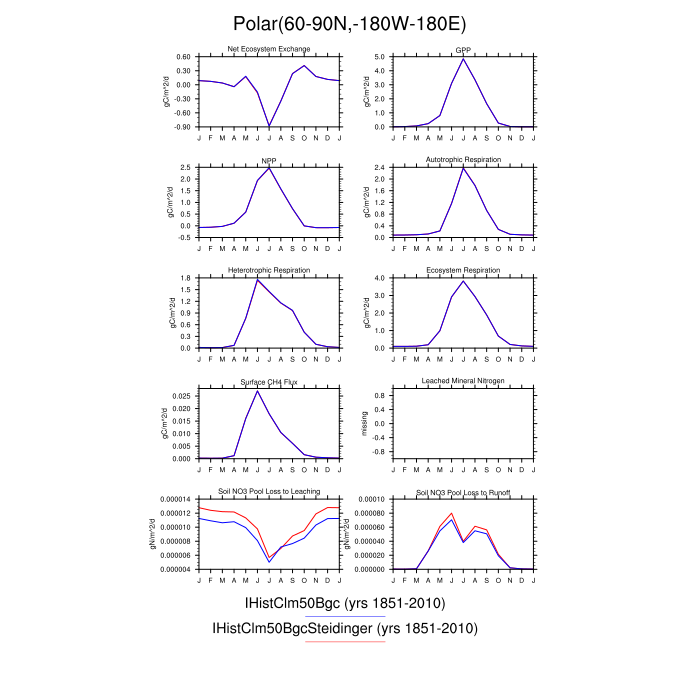 Polar(60-90N,-180W-180E)
Net Ecosystem Exchange
GPP
gC/m^2/d
0.60
0.30
0.00
-0.30
-0.60
-0.90
J F M A M J J A S O N D J
gC/m^2/d
5.0
4.0
3.0
2.0
1.0
0.0
J F M A M J J A S O N D J
NPP
Autotrophic Respiration
gC/m^2/d
2.5
2.1
1.6
1.2
0.6
0.0
-0.5
J F M A M J J A S O N D J
gC/m^2/d
2.4
2.0
1.6
1.2
0.8
0.4
0.0
J F M A M J J A S O N D J
Heterotrophic Respiration
Ecosystem Respiration
gC/m^2/d
1.8
1.5
1.2
0.9
0.6
0.3
0.0
J F M A M J J A S O N D J
gC/m^2/d
4.0
3.0
2.0
1.0
0.0
J F M A M J J A S O N D J
Surface CH4 Flux
Leached Mineral Nitrogen
gC/m^2/d
0.025
0.020
0.015
0.010
0.005
0.000
J F M A M J J A S O N D J
missing
0.8
0.4
0.0
-0.4
-0.8
J F M A M J J A S O N D J
Soil NO3 Pool Loss to Leaching
Soil NO3 Pool Loss to Runoff
gN/m^2/d
0.000014
0.000012
0.000010
0.000008
0.000006
0.000004
J F M A M J J A S O N D J
gN/m^2/d
0.00010
0.000080
0.000060
0.000040
0.000020
0.000000
J F M A M J J A S O N D J
IHistClm50Bgc (yrs 1851-2010)
IHistClm50BgcSteidinger (yrs 1851-2010)